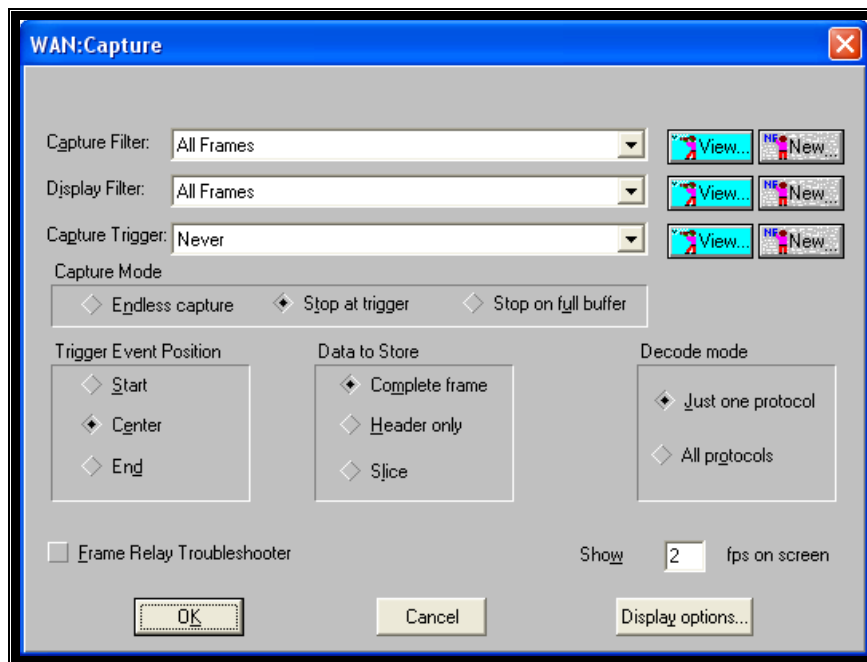 WAN:Capture
Capture Filter: All Frames View... NE New...
Display Filter: All Frames View... NE New...
Capture Trigger: Never View... NE New...
Capture Mode
Endless capture Stop at trigger Stop on full buffer
Trigger Event Position Data to Store Decode mode
Start Complete frame
Just one protocol
Center Header only
All protocols
End Slice
Frame Relay Troubleshooter Show 2 fps on screen
OK Cancel Display options...